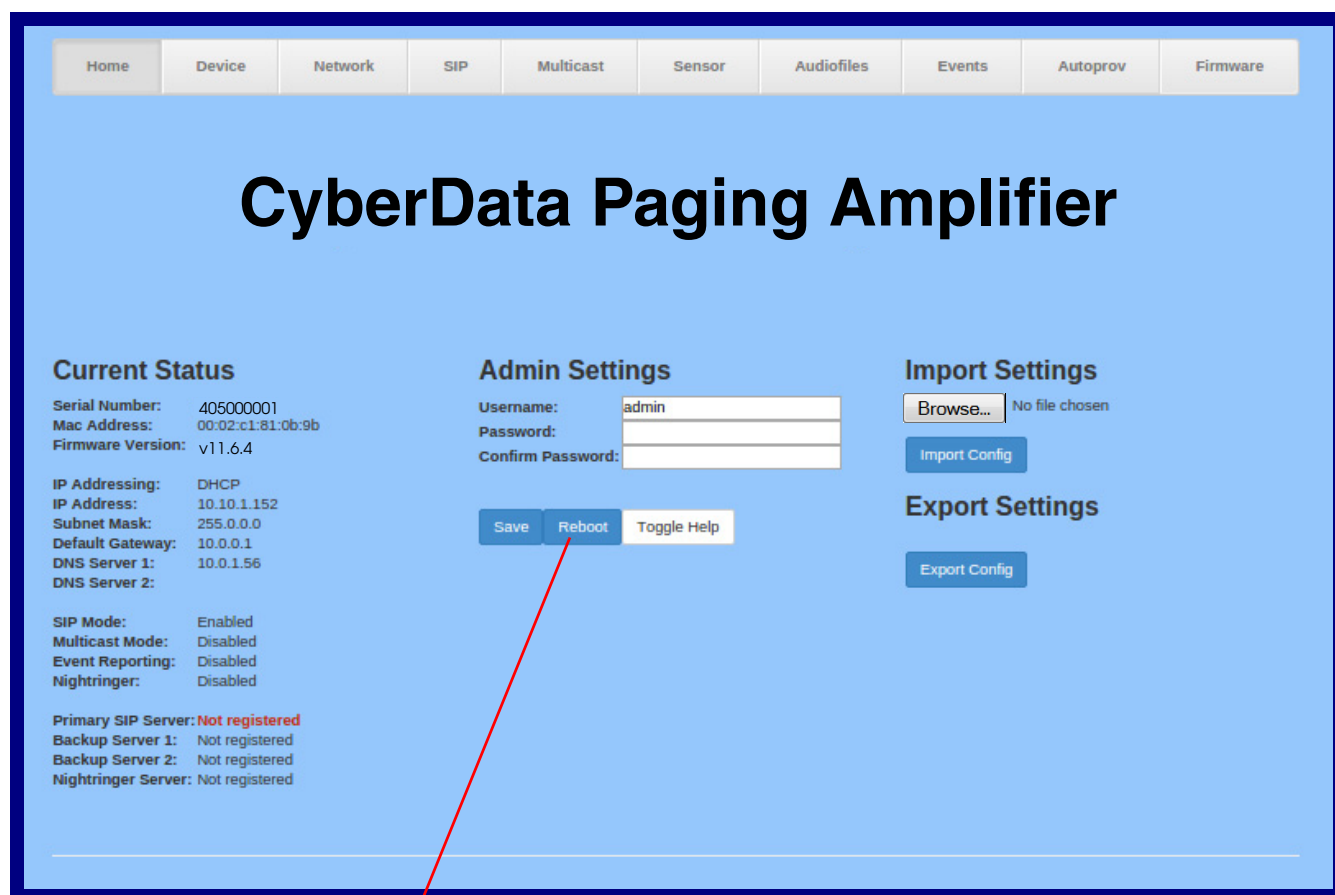 Home Device Network SIP Multicast Sensor Audiofiles Events Autoprov Firmware
CyberData Paging Amplifier
Current Status
Serial Number: 405000001
Mac Address: 00:02:c1:81:0b:9b
Firmware Version: v11.6.4
IP Addressing: DHCP
IP Address: 10.10.1.152
Subnet Mask: 255.0.0.0
Default Gateway: 10.0.0.1
DNS Server 1: 10.0.1.56
DNS Server 2:
SIP Mode: Enabled
Multicast Mode: Disabled
Event Reporting: Disabled
Nightringer: Disabled
Primary SIP Server: Not registered
Backup Server 1: Not registered
Backup Server 2: Not registered
Nightringer Server: Not registered
Admin Settings
Username: admin
Password:
Confirm Password:
Save Reboot Toggle Help
Import Settings
Browse... No file chosen
Import Config
Export Settings
Export Config